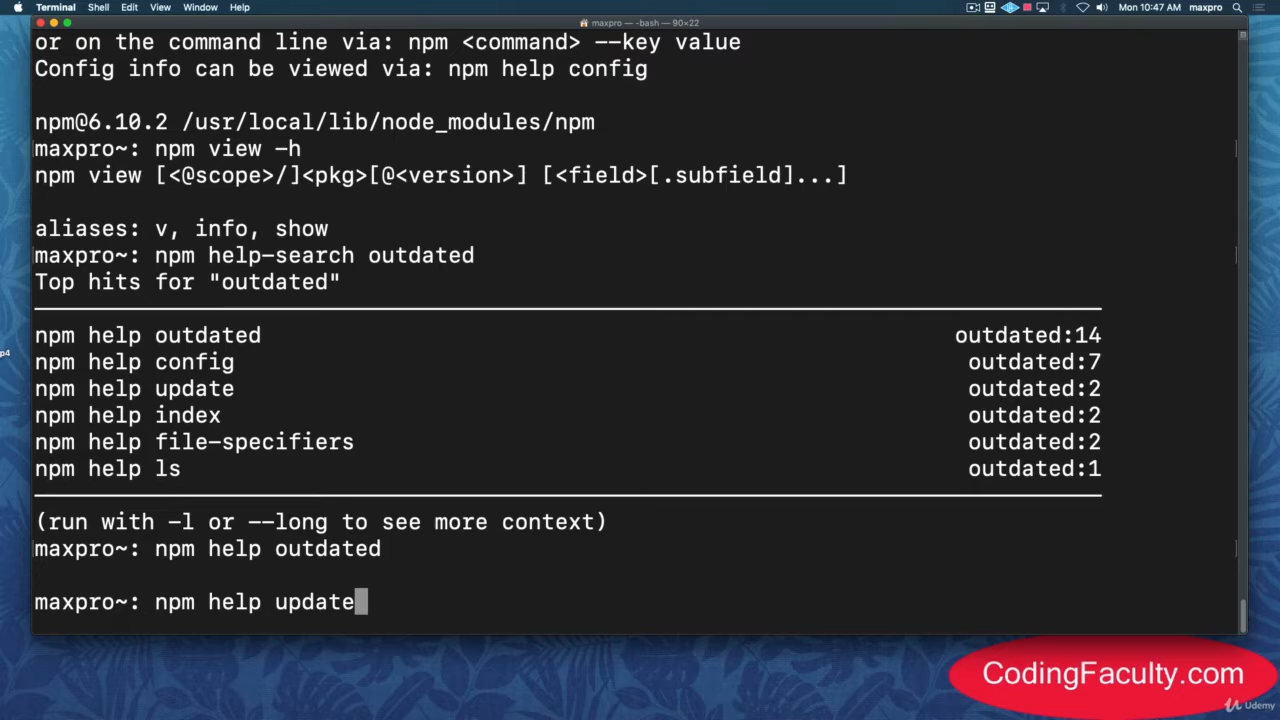 Terminal Shell Edit View Window Help Mon 10:47 AM maxpro
maxpro — -bash — 90×22
or on the command line via: npm <command> --key value
Config info can be viewed via: npm help config
npm@6.10.2 /usr/local/lib/node_modules/npm
maxpro~: npm view -h
npm view [<@scope>/]<pkg>[@<version>] [<field>[.subfield]...]
aliases: v, info, show
maxpro~: npm help-search outdated
Top hits for "outdated"
npm help outdated outdated:14
npm help config outdated:7
p4
npm help update outdated:2
npm help index outdated:2
npm help file-specifiers outdated:2
npm help ls outdated:1
(run with -l or --long to see more context)
maxpro~: npm help outdated
maxpro~: npm help update
CodingFaculty.com
Udemy